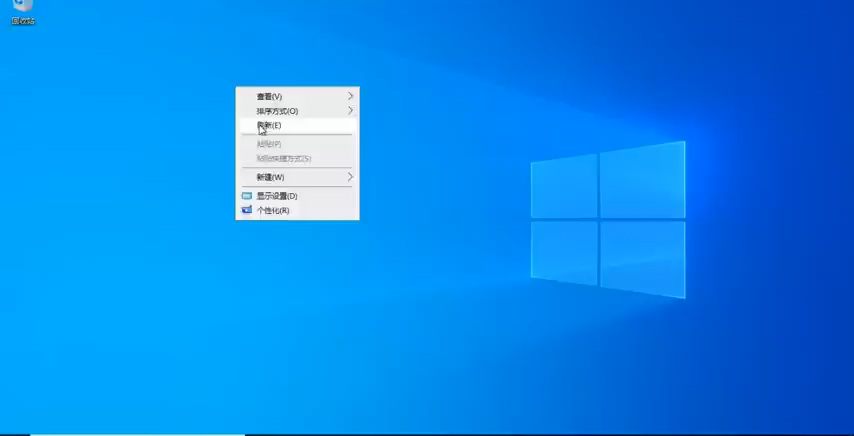 回收站
查看(V)
排序方式(O)
刷新(E)
粘贴(P)
粘贴快捷方式(S)
新建(W)
显示设置(D)
个性化(R)